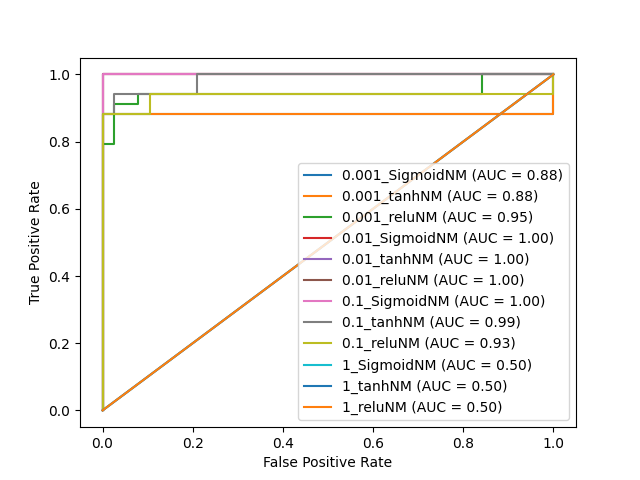 1.0
0.8
0.6
0.4
0.2
0.0
True Positive Rate
0.001_SigmoidNM (AUC = 0.88)
0.001_tanhNM (AUC = 0.88)
0.001_reluNM (AUC = 0.95)
0.01_SigmoidNM (AUC = 1.00)
0.01_tanhNM (AUC = 1.00)
0.01_reluNM (AUC = 1.00)
0.1_SigmoidNM (AUC = 1.00)
0.1_tanhNM (AUC = 0.99)
0.1_reluNM (AUC = 0.93)
1_SigmoidNM (AUC = 0.50)
1_tanhNM (AUC = 0.50)
1_reluNM (AUC = 0.50)
0.0 0.2 0.4 0.6 0.8 1.0
False Positive Rate